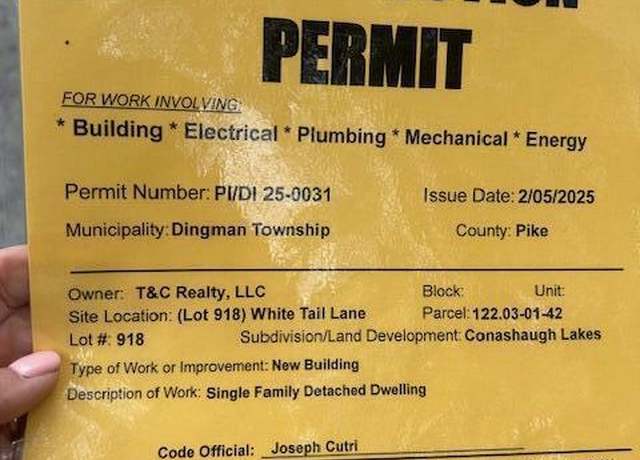 PERMIT
FOR WORK INVOLVING:
* Building * Electrical * Plumbing * Mechanical * Energy
Permit Number: PI/DI 25-0031 Issue Date: 2/05/2025
Municipality: Dingman Township County: Pike
Owner: T&C Realty, LLC Block: Unit:
Site Location: (Lot 918) White Tail Lane Parcel: 122.03-01-42
Lot #: 918 Subdivision/Land Development: Conashaugh Lakes
Type of Work or Improvement: New Building
Description of Work: Single Family Detached Dwelling
Code Official: Joseph Cutri